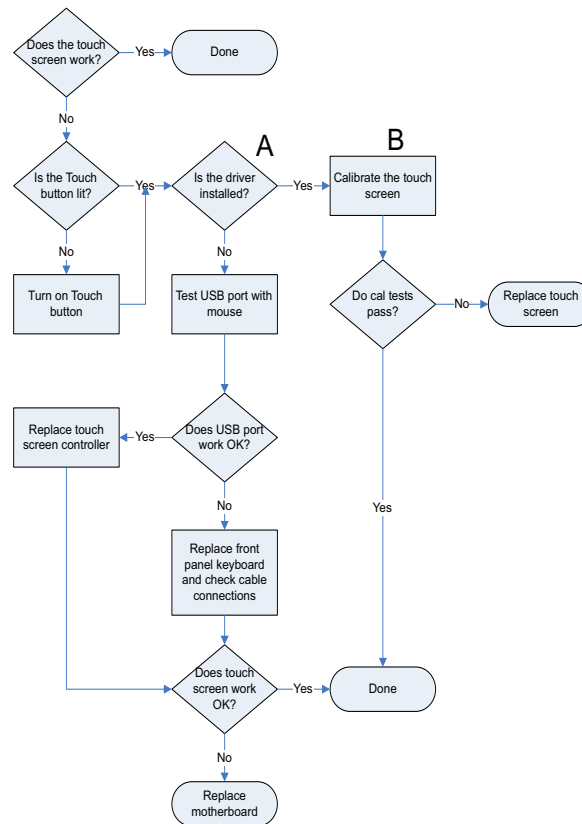 Does the touch
screen work?
Yes
Done
No
A
B
Is the Touch
button lit?
Yes
Is the driver
installed?
Yes
Calibrate the touch
screen
No
No
Turn on Touch
button
Test USB port with
mouse
Do cal tests
pass?
No
Replace touch
screen
Replace touch
screen controller
Yes
Does USB port
work OK?
No
Yes
Replace front
panel keyboard
and check cable
connections
Does touch
screen work
OK?
Yes
Done
No
Replace
motherboard